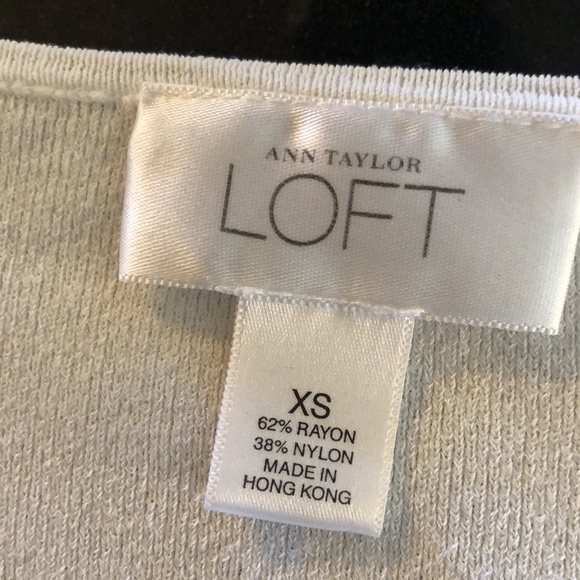 ANN TAYLOR
LOFT
XS
62% RAYON
38% NYLON
MADE IN
HONG KONG